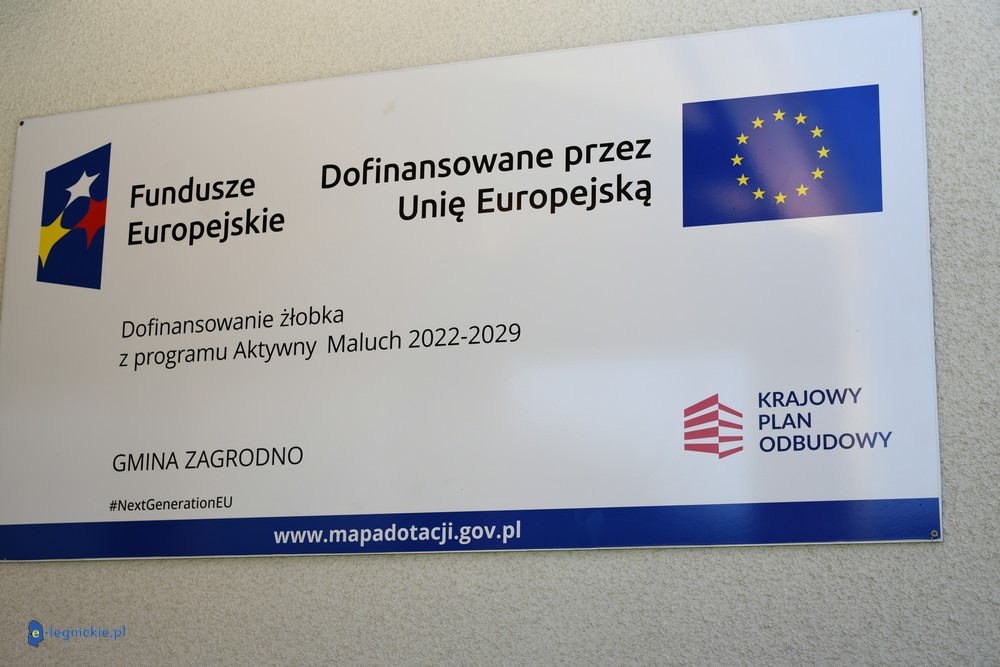 Fundusze
Europejskie
Dofinansowane przez
Unię Europejską
Dofinansowanie żłobka
z programu Aktywny Maluch 2022-2029
KRAJOWY
PLAN
ODBUDOWY
GMINA ZAGRODNO
#NextGenerationEU
www.mapadotacji.gov.pl
e-legnickie.pl